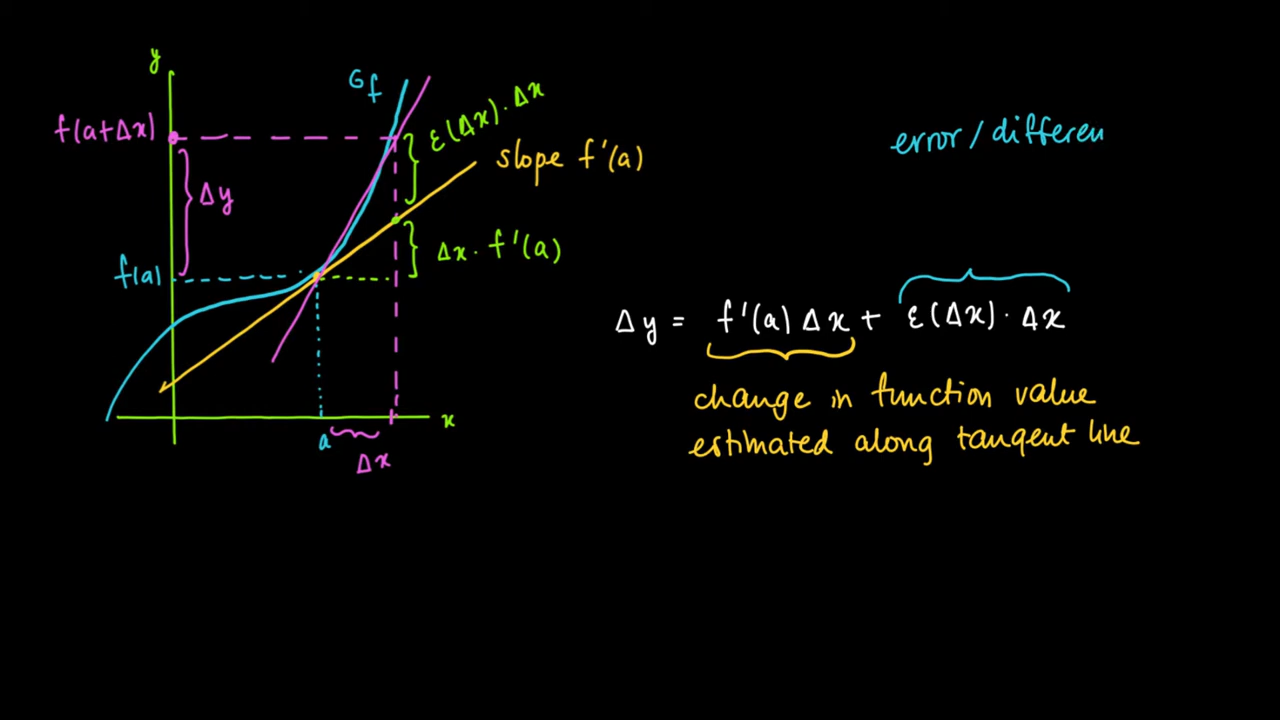 y
G_f
f(a+Δx)
ε(Δx)·Δx
slope f'(a)
Δy
Δx·f'(a)
f(a)
a
x
Δx
error/differen
Δy = f'(a) Δx + ε(Δx)·Δx
change in function value
estimated along tangent line